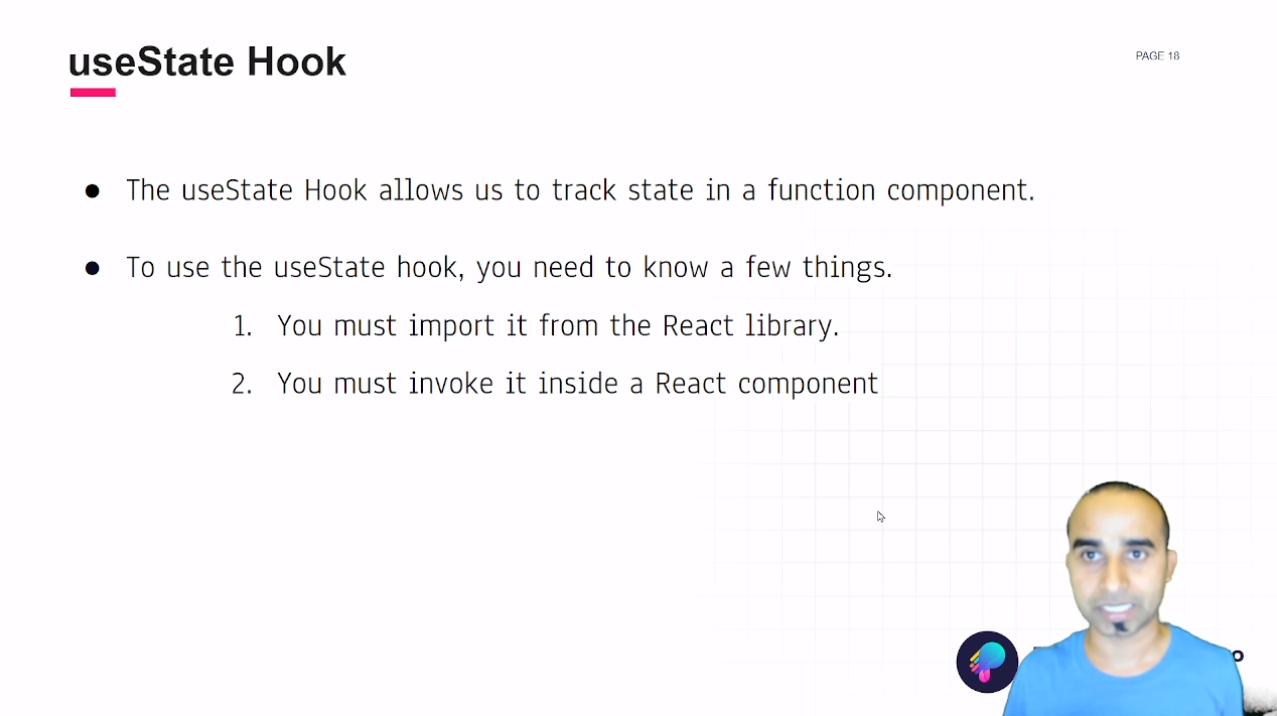 useState Hook
PAGE 18
● The useState Hook allows us to track state in a function component.
● To use the useState hook, you need to know a few things.
1. You must import it from the React library.
2. You must invoke it inside a React component